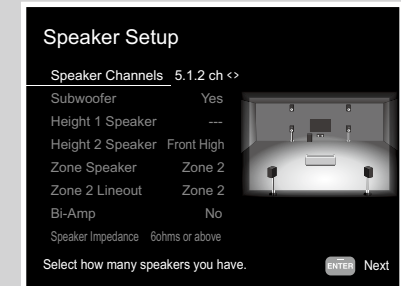 Speaker Setup
Speaker Channels 5.1.2 ch <>
Subwoofer Yes
Height 1 Speaker ---
Height 2 Speaker Front High
Zone Speaker Zone 2
Zone 2 Lineout Zone 2
Bi-Amp No
Speaker Impedance 6ohms or above
Select how many speakers you have. ENTER Next